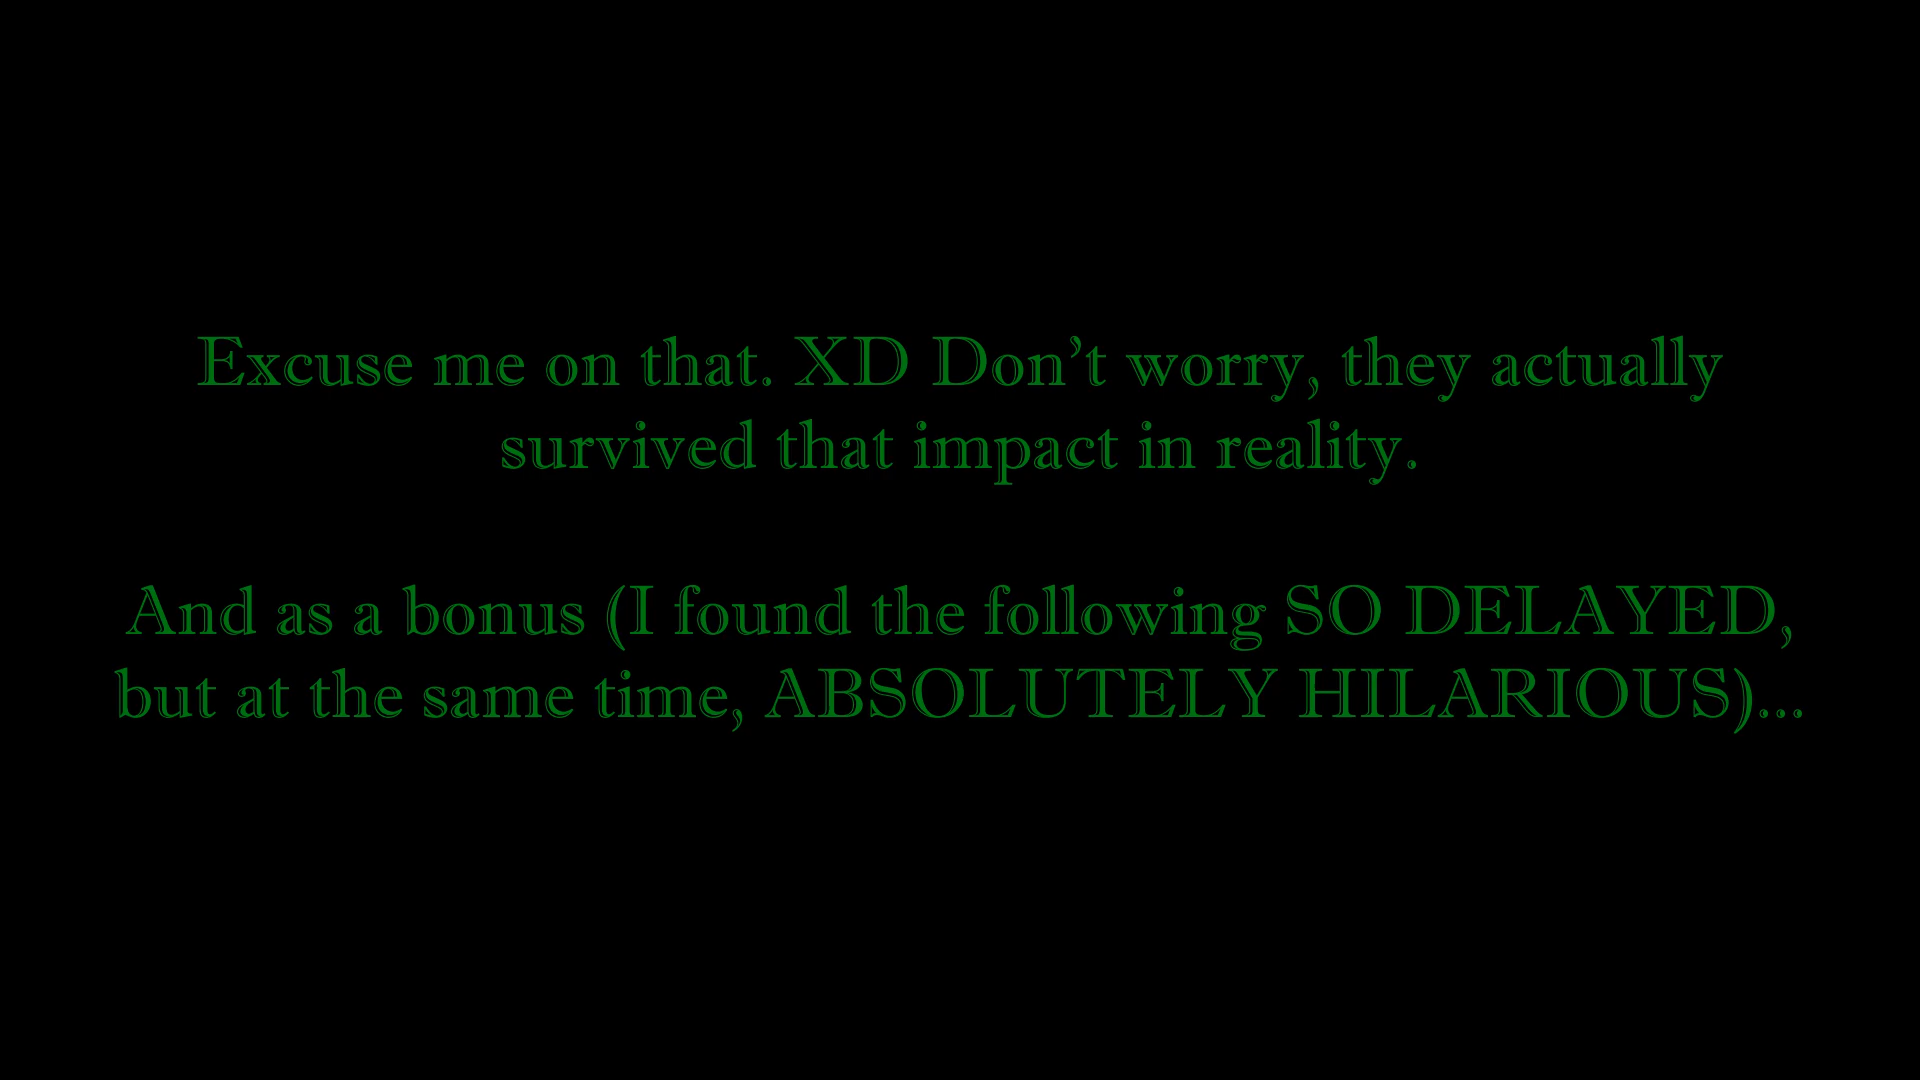 Excuse me on that. XD Don’t worry, they actually
survived that impact in reality.
And as a bonus (I found the following SO DELAYED,
but at the same time, ABSOLUTELY HILARIOUS)...